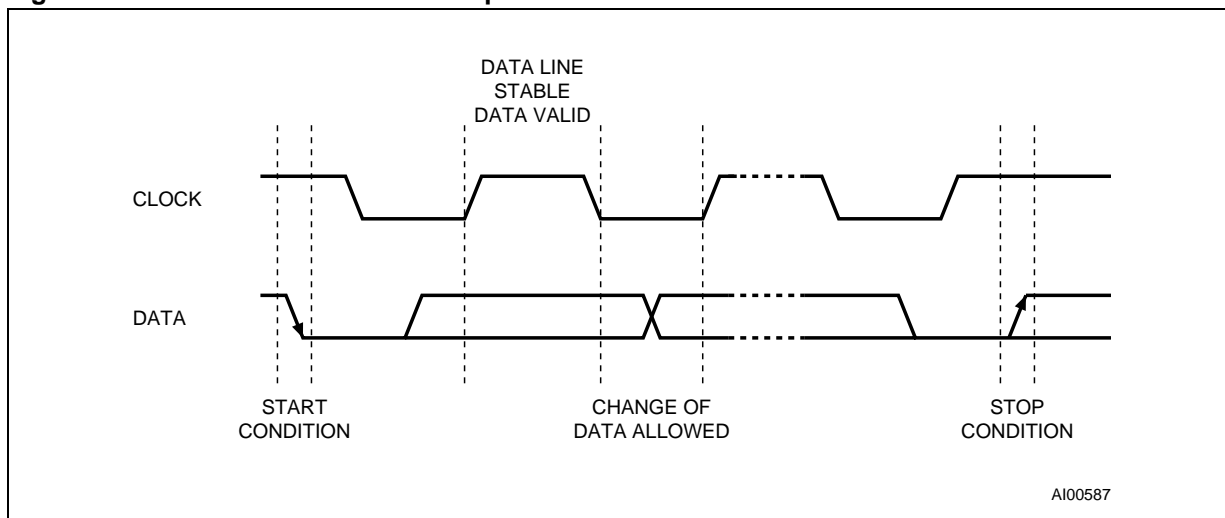 DATA LINE
STABLE
DATA VALID
CLOCK
DATA
START
CONDITION
CHANGE OF
DATA ALLOWED
STOP
CONDITION
AI00587